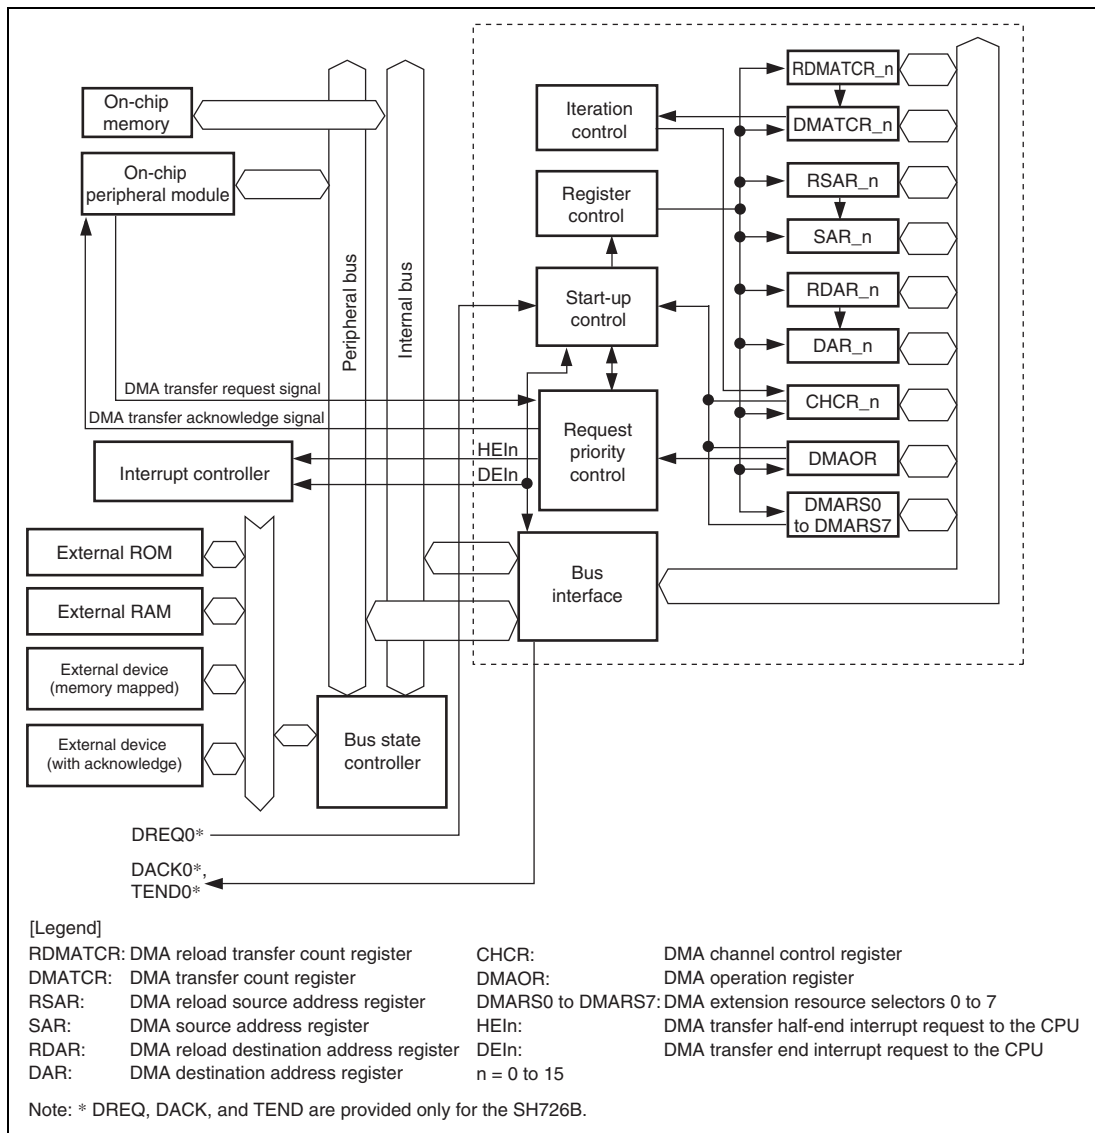 On-chip
memory
On-chip
peripheral module
Peripheral bus
Internal bus
Iteration
control
Register
control
Start-up
control
Request
priority
control
Bus
interface
RDMATCR_n
DMATCR_n
RSAR_n
SAR_n
RDAR_n
DAR_n
CHCR_n
DMAOR
DMARS0
to DMARS7
DMA transfer request signal
DMA transfer acknowledge signal
HEIn
DEIn
Interrupt controller
External ROM
External RAM
External device
(memory mapped)
External device
(with acknowledge)
Bus state
controller
DREQ0*
DACK0*,
TEND0*
[Legend]
RDMATCR: DMA reload transfer count register
DMATCR: DMA transfer count register
RSAR: DMA reload source address register
SAR: DMA source address register
RDAR: DMA reload destination address register
DAR: DMA destination address register
CHCR: DMA channel control register
DMAOR: DMA operation register
DMARS0 to DMARS7: DMA extension resource selectors 0 to 7
HEIn: DMA transfer half-end interrupt request to the CPU
DEIn: DMA transfer end interrupt request to the CPU
n = 0 to 15
Note: * DREQ, DACK, and TEND are provided only for the SH726B.